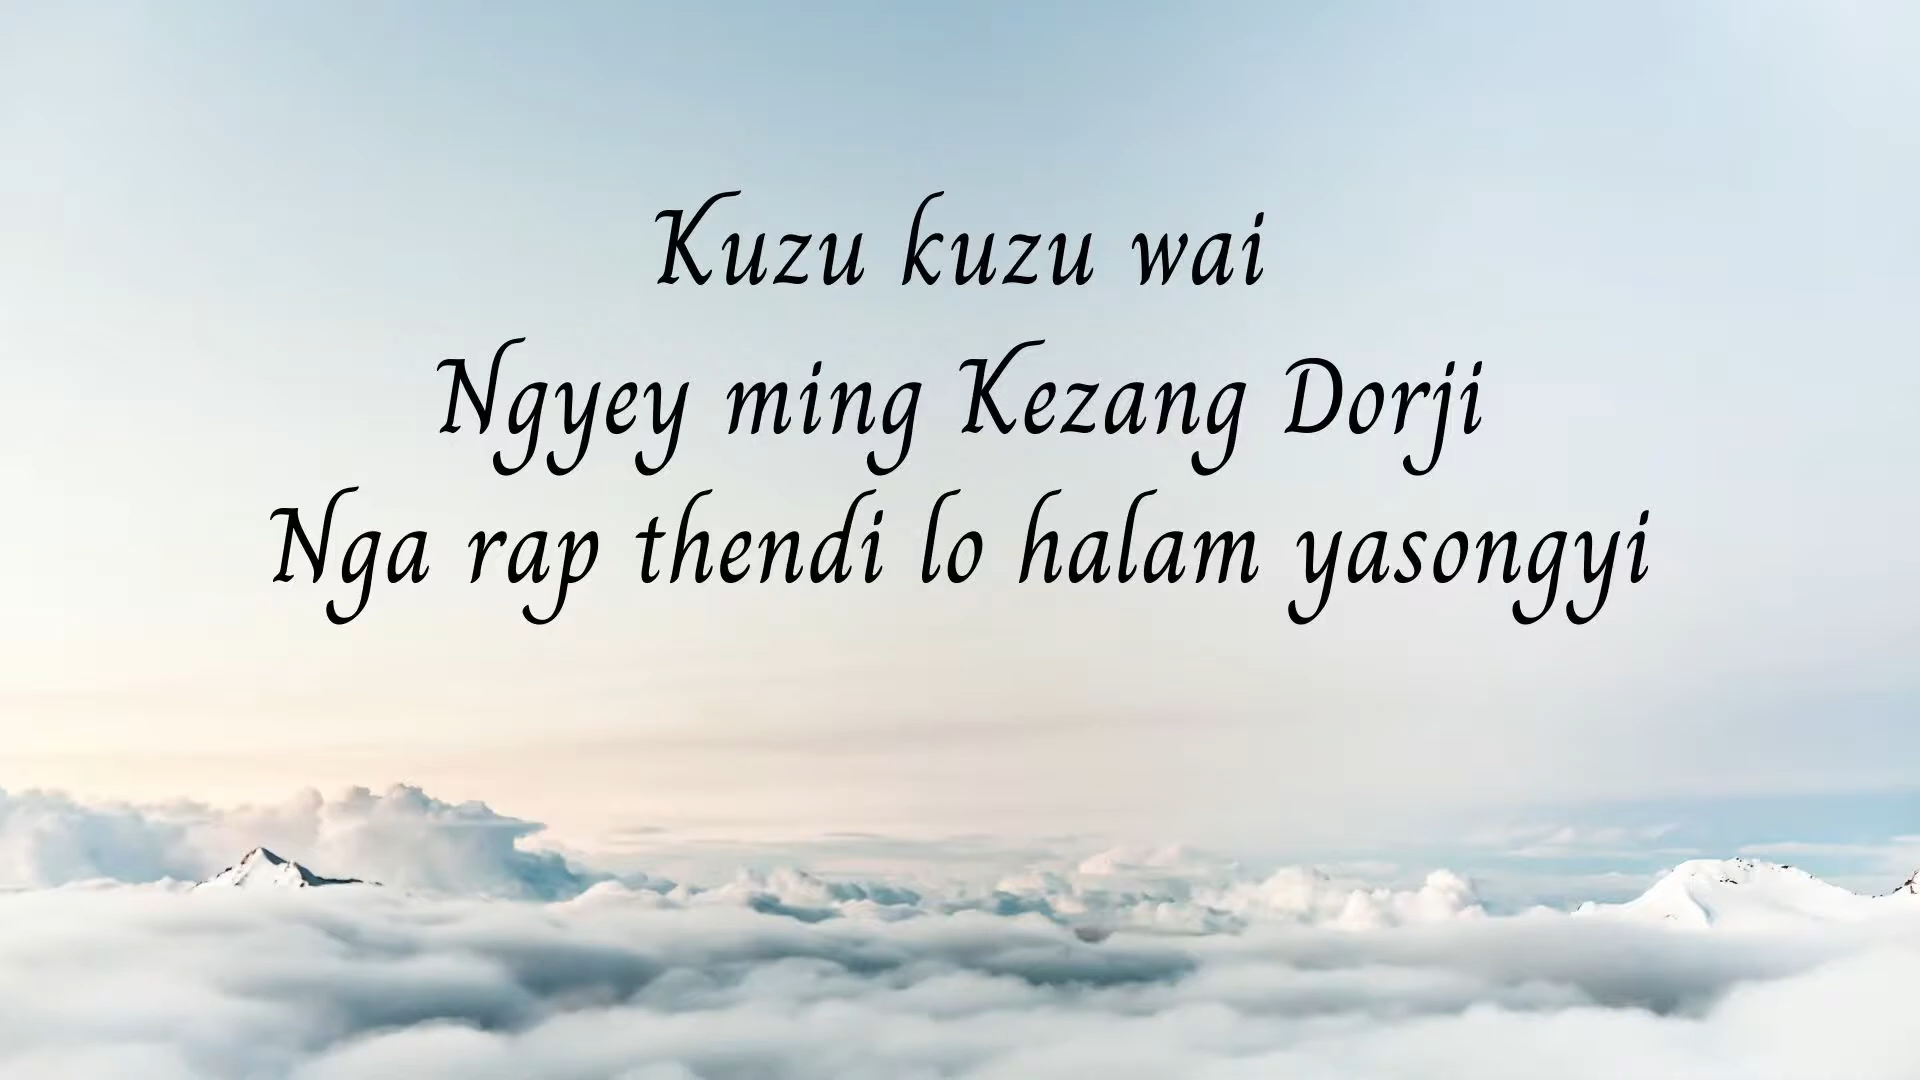 Kuzu kuzu wai
Ngyey ming Kezang Dorji
Nga rap thendi lo halam yasongyi